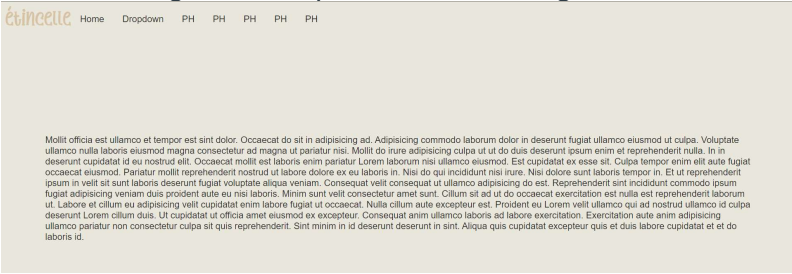 étincelle Home Dropdown PH PH PH PH PH
Mollit officia est ullamco et tempor est sint dolor. Occaecat do sit in adipisicing ad. Adipisicing commodo laborum dolor in deserunt fugiat ullamco eiusmod ut culpa. Voluptate
ullamco nulla laboris eiusmod magna consectetur ad magna ut pariatur nisi. Mollit do irure adipisicing culpa ut ut do duis deserunt ipsum enim et reprehenderit nulla. In in
deserunt cupidatat id eu nostrud elit. Occaecat mollit est laboris enim pariatur Lorem laborum nisi ullamco eiusmod. Est cupidatat ex esse sit. Culpa tempor enim elit aute fugiat
occaecat eiusmod. Pariatur mollit reprehenderit nostrud ut labore dolore ex eu laboris in. Nisi do qui incididunt nisi irure. Nisi dolore sunt laboris tempor in. Et ut reprehenderit
ipsum in velit sit sunt laboris deserunt fugiat voluptate aliqua veniam. Consequat velit consequat ut ullamco adipisicing do est. Reprehenderit sint incididunt commodo ipsum
fugiat adipisicing veniam duis proident aute eu nisi laboris. Minim sunt velit consectetur amet sunt. Cillum sit ad ut do occaecat exercitation est nulla est reprehenderit laborum
ut. Labore et cillum eu adipisicing velit cupidatat enim labore fugiat ut occaecat. Nulla cillum aute excepteur est. Proident eu Lorem velit ullamco qui ad nostrud ullamco id culpa
deserunt Lorem cillum duis. Ut cupidatat ut officia amet eiusmod ex excepteur. Consequat anim ullamco laboris ad labore exercitation. Exercitation aute anim adipisicing
ullamco pariatur non consectetur culpa sit quis reprehenderit. Sint minim in id deserunt deserunt in sint. Aliqua quis cupidatat excepteur quis et duis labore cupidatat et et do
laboris id.